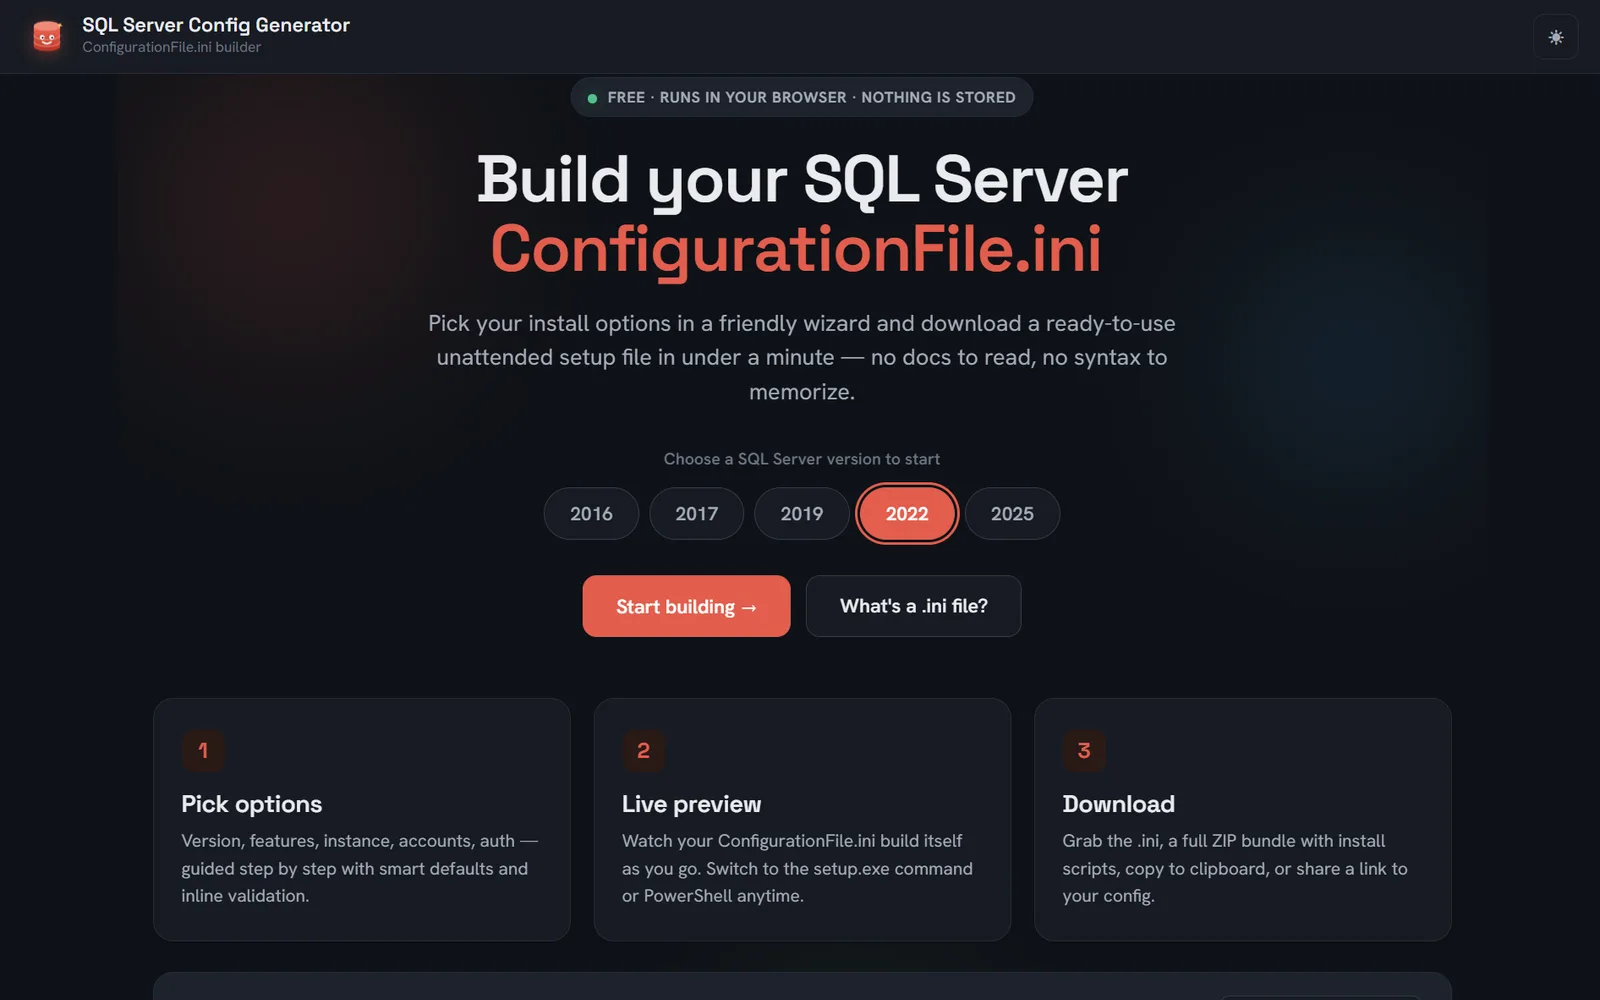 SQL Server Config Generator
ConfigurationFile.ini builder
FREE · RUNS IN YOUR BROWSER · NOTHING IS STORED
Build your SQL Server
ConfigurationFile.ini
Pick your install options in a friendly wizard and download a ready-to-use
unattended setup file in under a minute — no docs to read, no syntax to
memorize.
Choose a SQL Server version to start
2016 2017 2019 2022 2025
Start building → What's a .ini file?
1
Pick options
Version, features, instance, accounts, auth —
guided step by step with smart defaults and
inline validation.
2
Live preview
Watch your ConfigurationFile.ini build itself
as you go. Switch to the setup.exe command
or PowerShell anytime.
3
Download
Grab the .ini, a full ZIP bundle with install
scripts, copy to clipboard, or share a link to
your config.